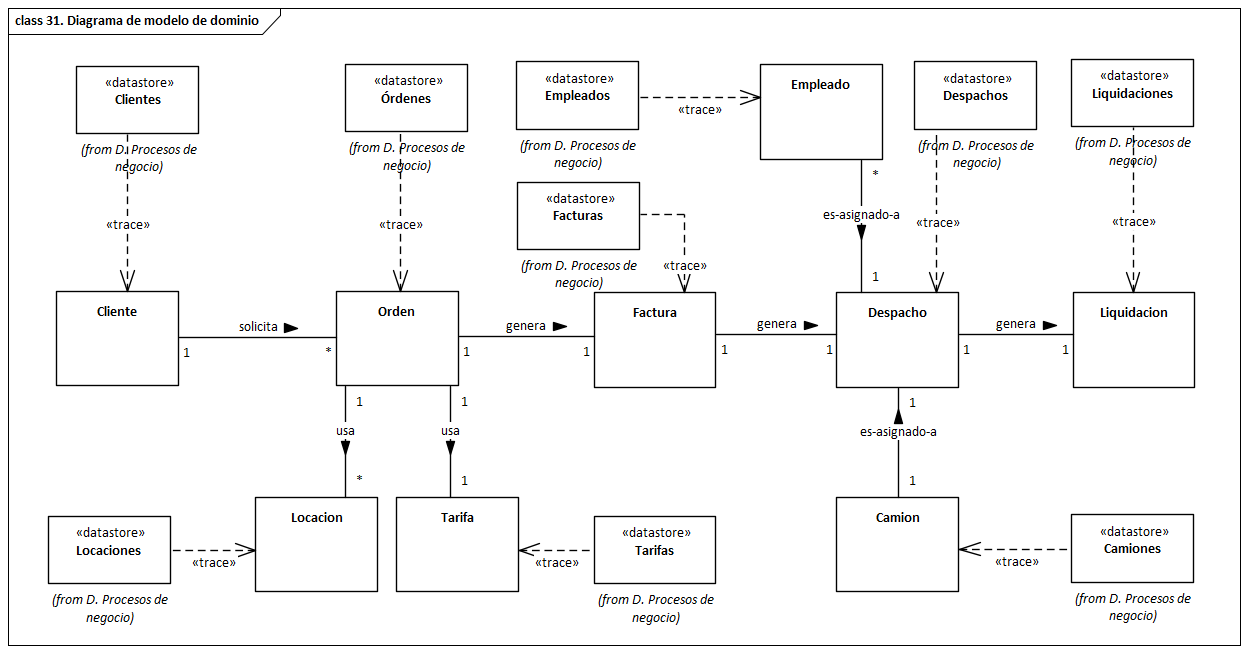 class 31. Diagrama de modelo de dominio
«datastore»
Clientes
(from D. Procesos de
negocio)
«datastore»
Órdenes
(from D. Procesos de
negocio)
«datastore»
Empleados
(from D. Procesos de
negocio)
«trace»
Empleado
«datastore»
Despachos
(from D. Procesos de
negocio)
«datastore»
Liquidaciones
(from D. Procesos de
negocio)
«datastore»
Facturas
(from D. Procesos de
negocio)
«trace»
«trace»
«trace»
*
es-asignado-a
1
«trace»
«trace»
Cliente
1
solicita
*
Orden
1
genera
1
Factura
1
genera
1
Despacho
1
genera
1
Liquidacion
1
usa
*
1
usa
1
1
es-asignado-a
1
«datastore»
Locaciones
(from D. Procesos de
negocio)
«trace»
Locacion
Tarifa
«trace»
«datastore»
Tarifas
(from D. Procesos de
negocio)
Camion
«trace»
«datastore»
Camiones
(from D. Procesos de
negocio)